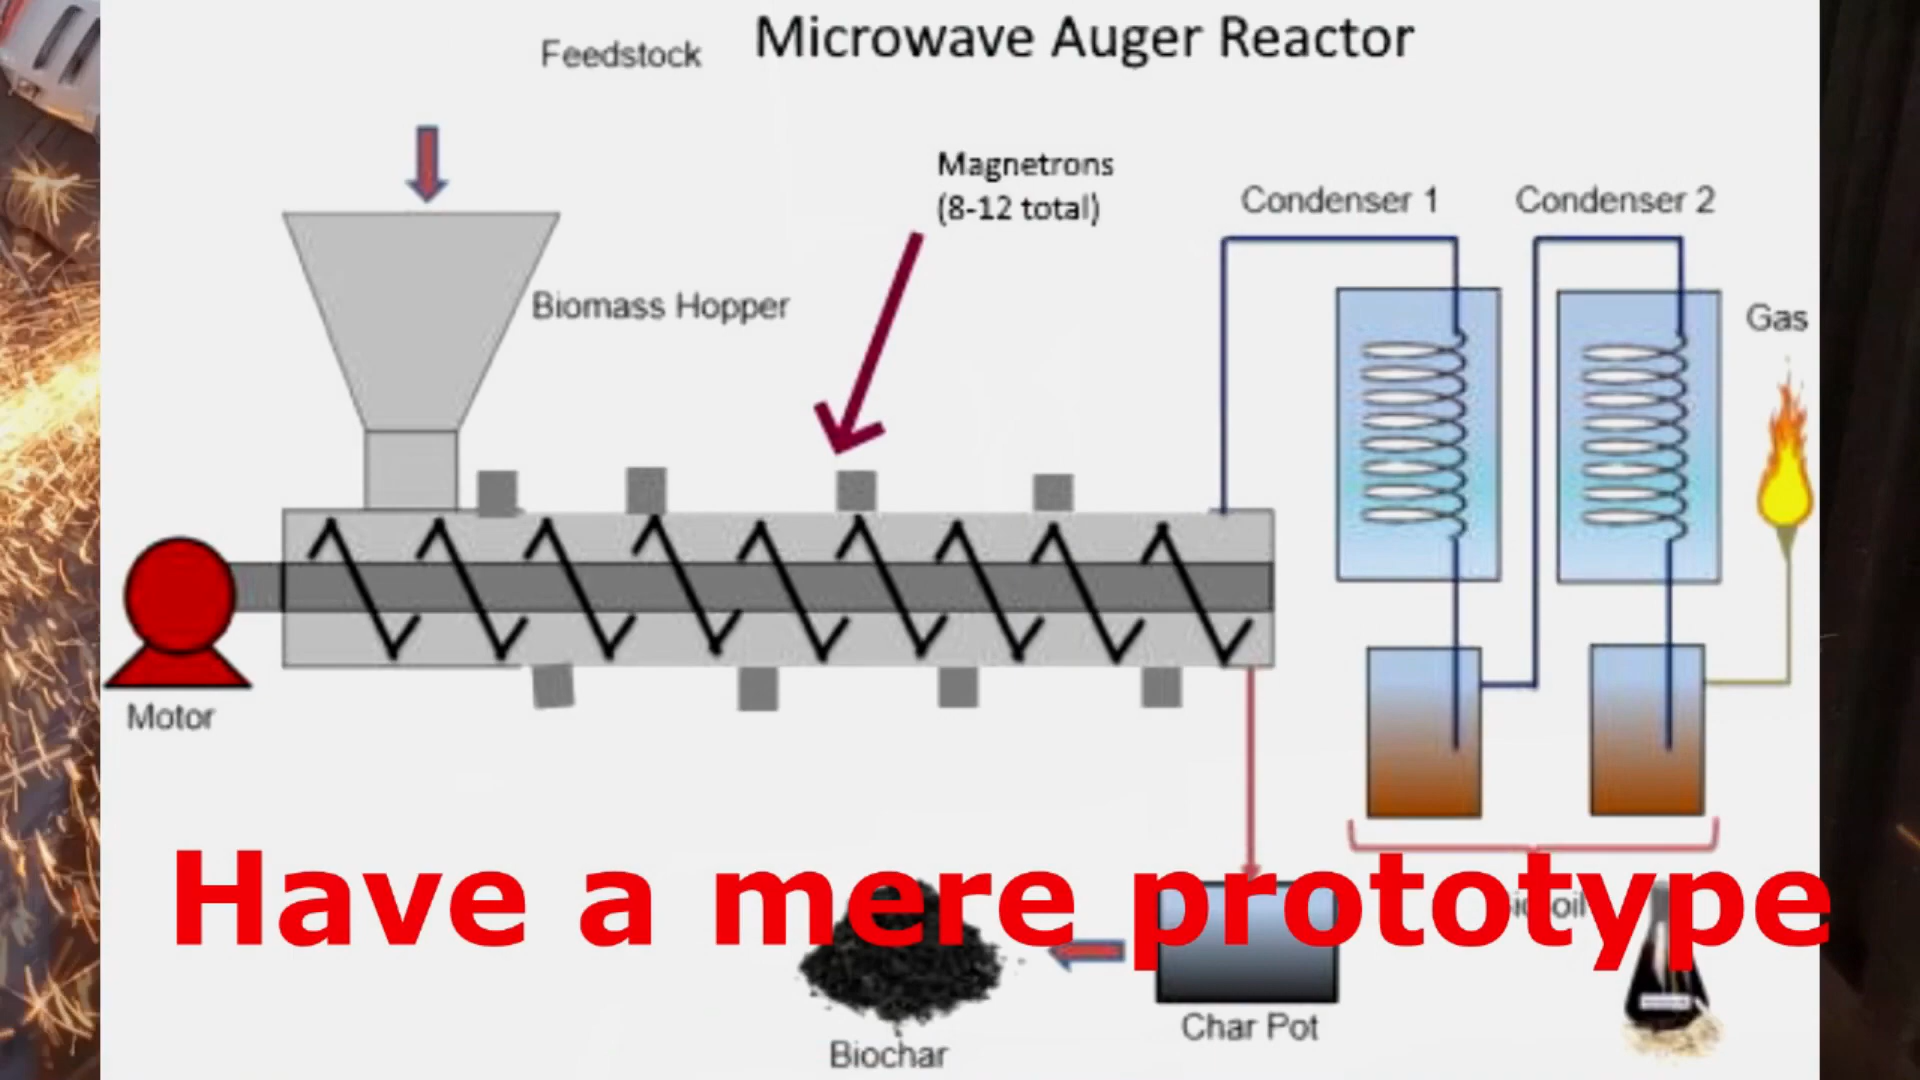 Microwave Auger Reactor
Feedstock
Magnetrons
(8-12 total)
Condenser 1
Condenser 2
Biomass Hopper
Gas
Motor
Have a mere prototype
Char Pot
Biochar